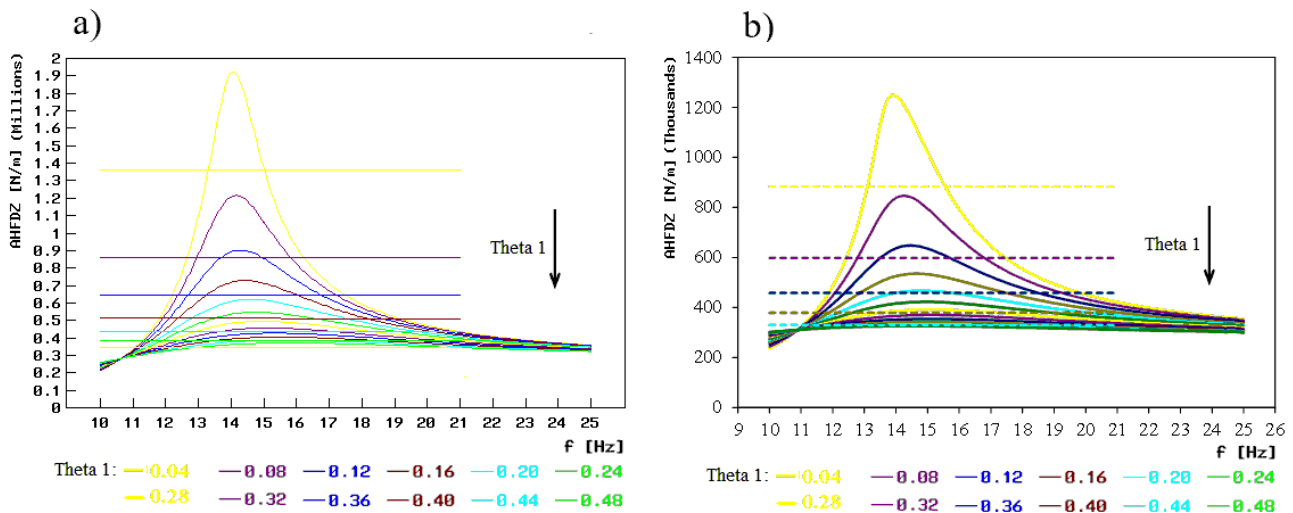 a)
AHFDZ [N/m] (Millions)
2
1.9
1.8
1.7
1.6
1.5
1.4
1.3
1.2
1.1
1
0.9
0.8
0.7
0.6
0.5
0.4
0.3
0.2
0.1
0
Theta 1
10 11 12 13 14 15 16 17 18 19 20 21 22 23 24 25
f [Hz]
Theta 1: 0.04 0.08 0.12 0.16 0.20 0.24
0.28 0.32 0.36 0.40 0.44 0.48
b)
AHFDZ [N/m] (Thousands)
1400
1200
1000
800
600
400
200
0
Theta 1
9 10 11 12 13 14 15 16 17 18 19 20 21 22 23 24 25 26
f [Hz]
Theta 1: 0.04 0.08 0.12 0.16 0.20 0.24
0.28 0.32 0.36 0.40 0.44 0.48